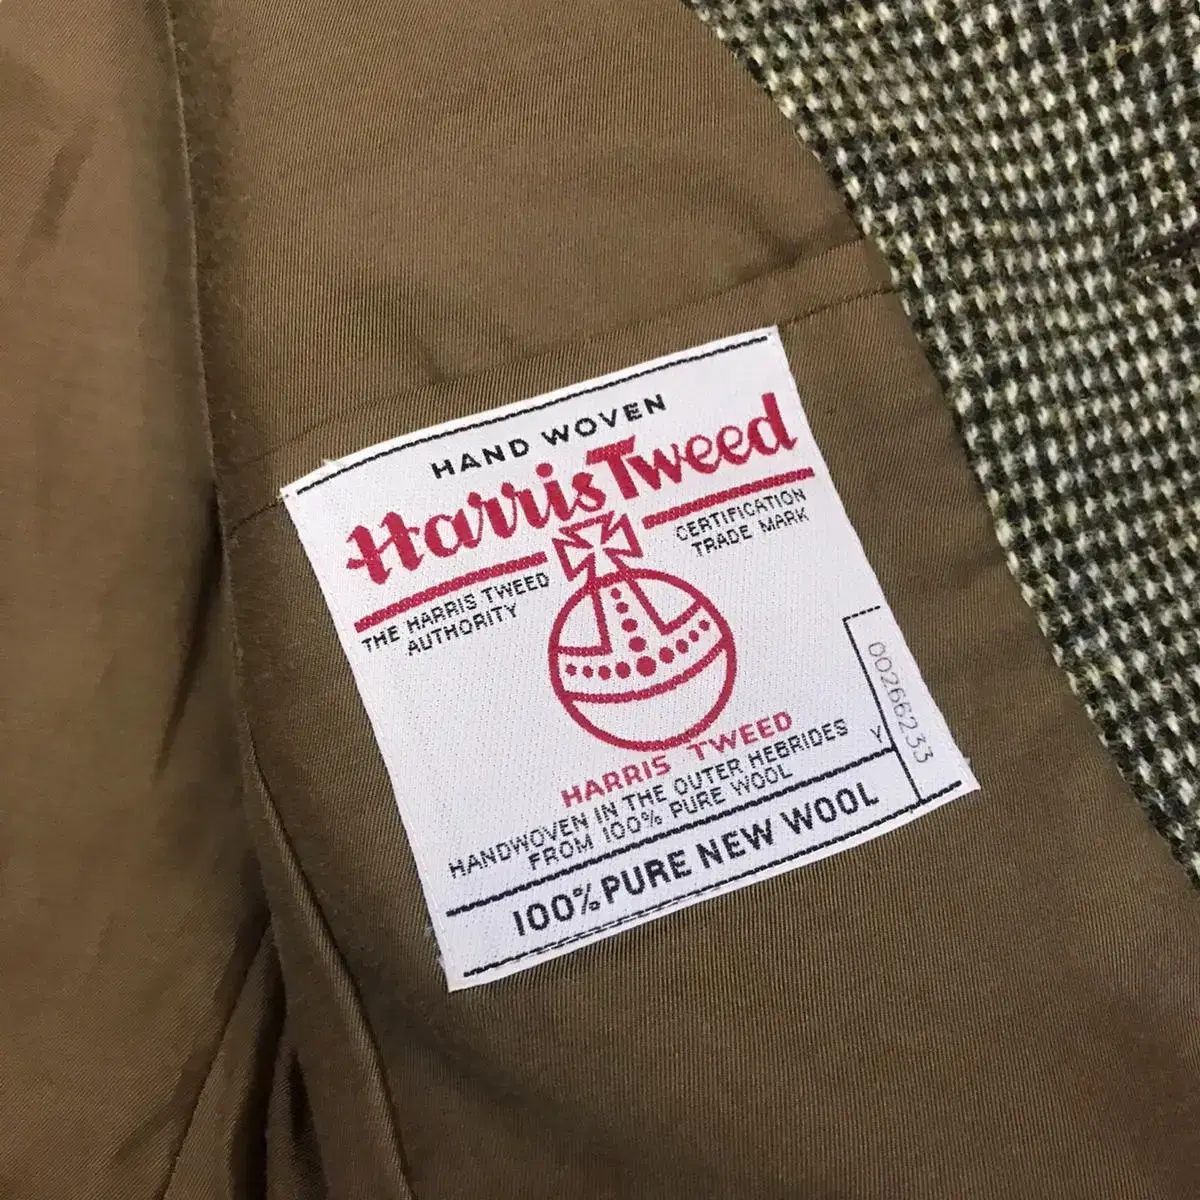 HAND WOVEN
Harris Tweed
CERTIFICATION
TRADE MARK
THE HARRIS TWEED
AUTHORITY
HARRIS TWEED
HANDWOVEN IN THE OUTER HEBRIDES
FROM 100% PURE WOOL
Y
00266233
100% PURE NEW WOOL